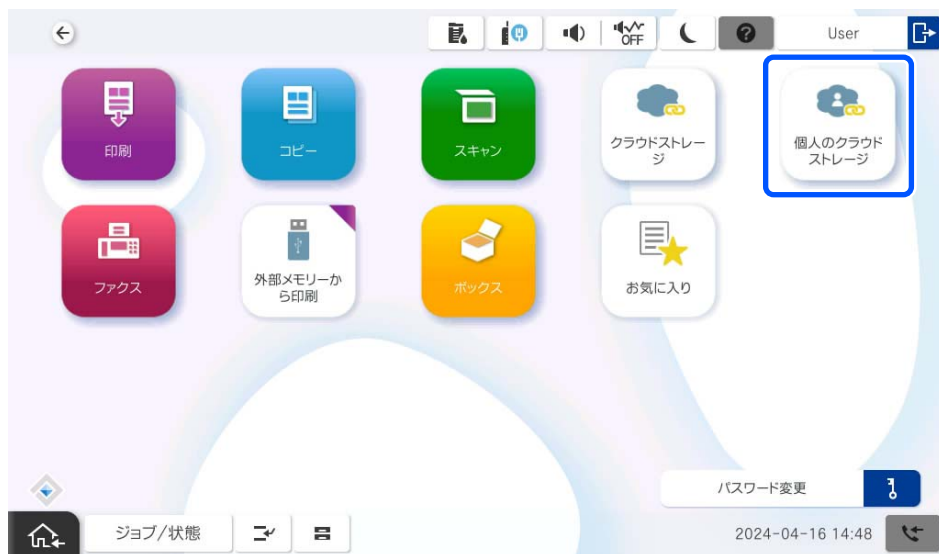 OFF
User
印刷
コピー
スキャン
クラウドストレー
ジ
個人のクラウド
ストレージ
ファクス
外部メモリーか
ら印刷
ボックス
お気に入り
パスワード変更
ジョブ/状態
2024-04-16 14:48